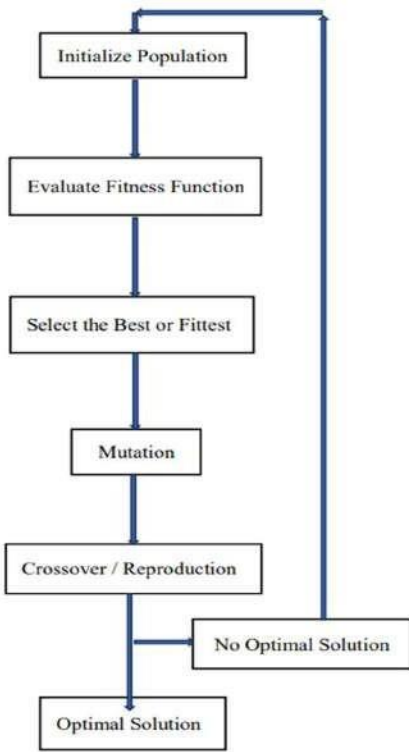 Initialize Population
Evaluate Fitness Function
Select the Best or Fittest
Mutation
Crossover / Reproduction
No Optimal Solution
Optimal Solution